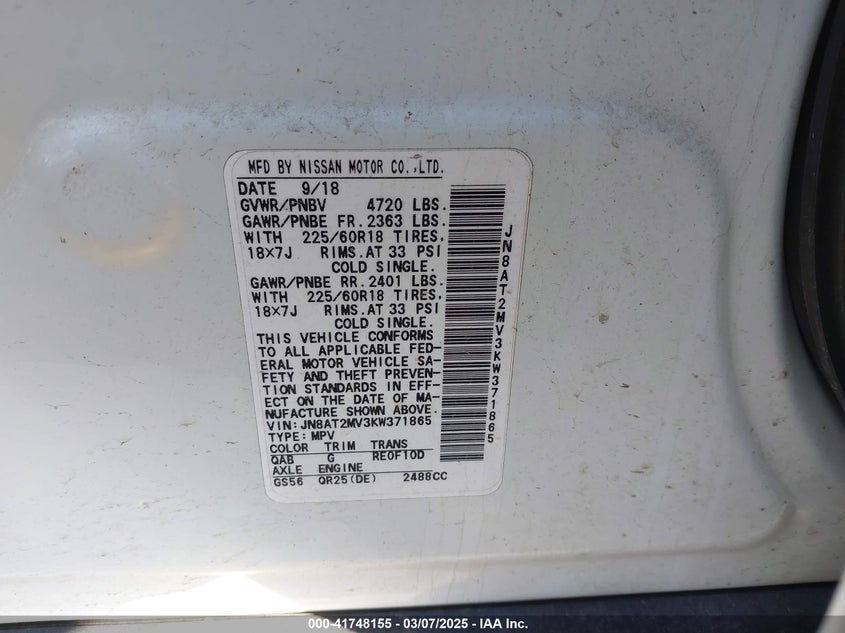 MFD BY NISSAN MOTOR CO.,LTD.
DATE 9/18
GVWR/PNBV 4720 LBS.
GAWR/PNBE FR. 2363 LBS.
WITH 225/60R18 TIRES,
18X7J RIMS.AT 33 PSI
COLD SINGLE.
GAWR/PNBE RR. 2401 LBS.
WITH 225/60R18 TIRES,
18X7J RIMS.AT 33 PSI
COLD SINGLE.
THIS VEHICLE CONFORMS
TO ALL APPLICABLE FED-
ERAL MOTOR VEHICLE SA-
FETY AND THEFT PREVEN-
TION STANDARDS IN EFF-
ECT ON THE DATE OF MA-
NUFACTURE SHOWN ABOVE.
VIN: JN8AT2MV3KW371865
TYPE: MPV
COLOR TRIM TRANS
QAB G RE0F10D
AXLE ENGINE
GS56 QR25(DE) 2488CC
JN8AT2MV3KW371865
000-41748155 — 03/07/2025 — IAA Inc.